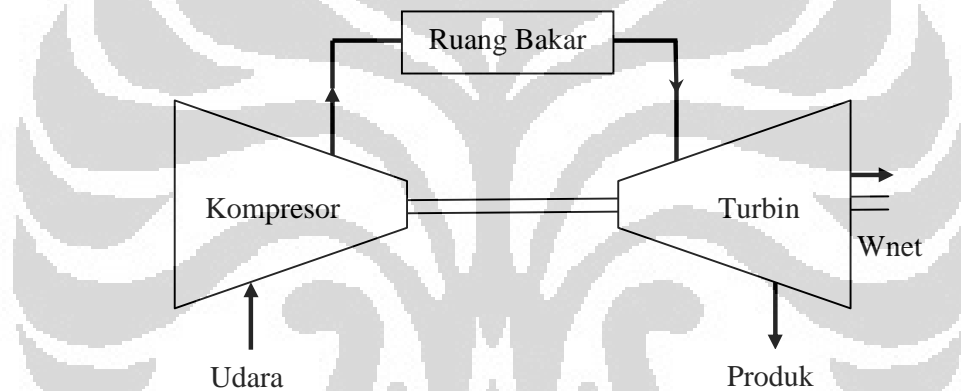 Ruang Bakar
Kompresor
Turbin
Wnet
Udara
Produk